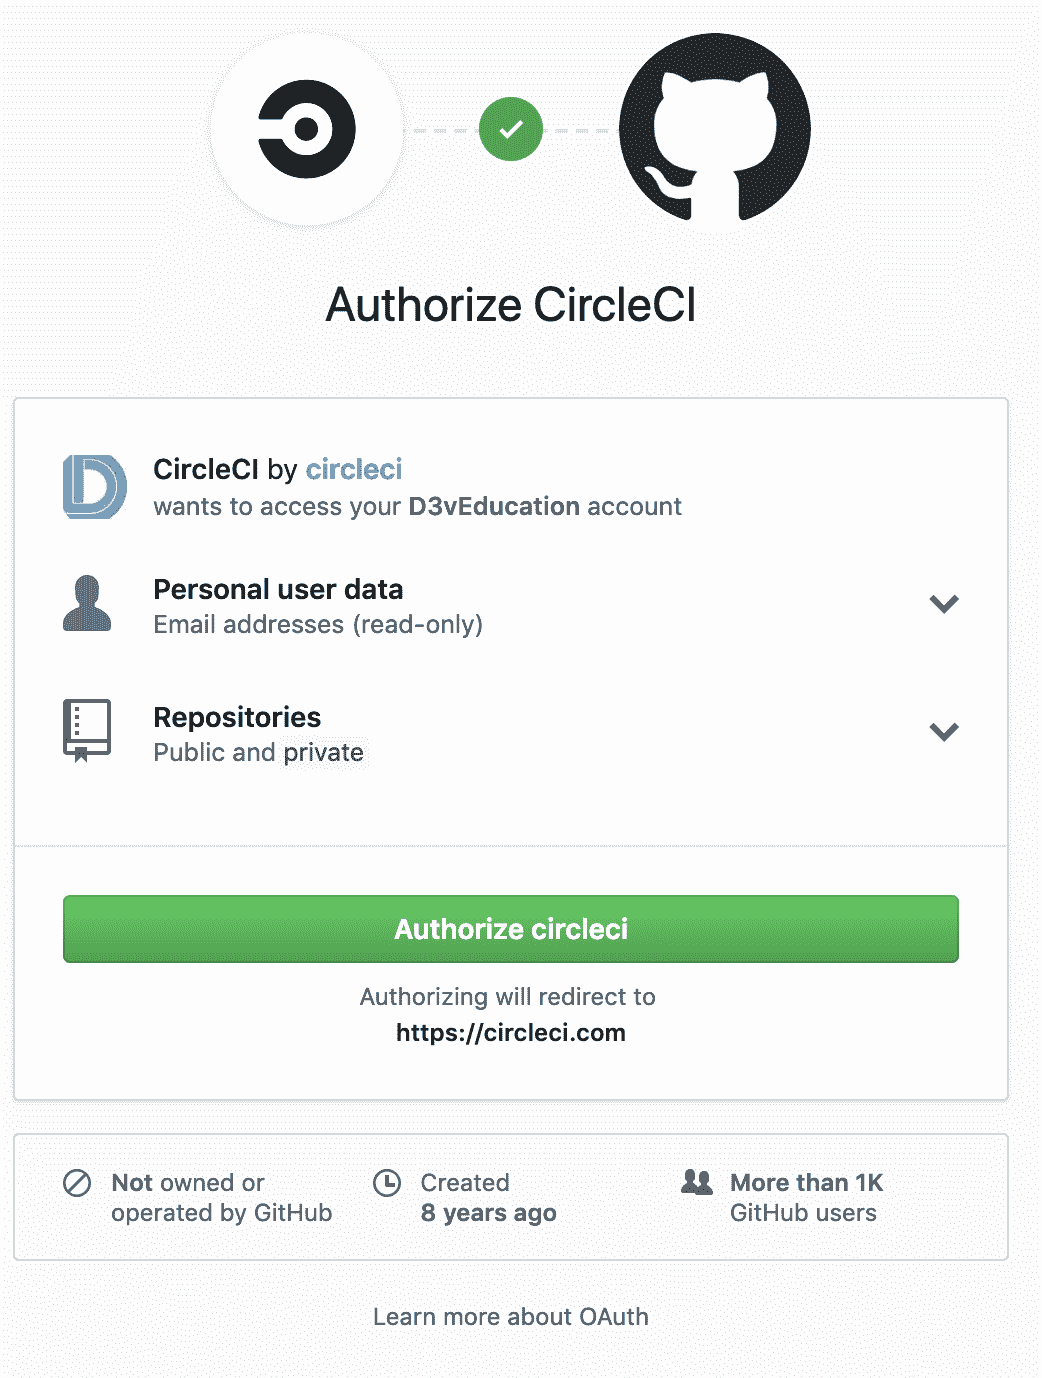 Authorize CircleCI
CircleCI by circleci
wants to access your D3vEducation account
Personal user data
Email addresses (read-only)
Repositories
Public and private
Authorize circleci
Authorizing will redirect to
https://circleci.com
Not owned or
operated by GitHub
Created
8 years ago
More than 1K
GitHub users
Learn more about OAuth